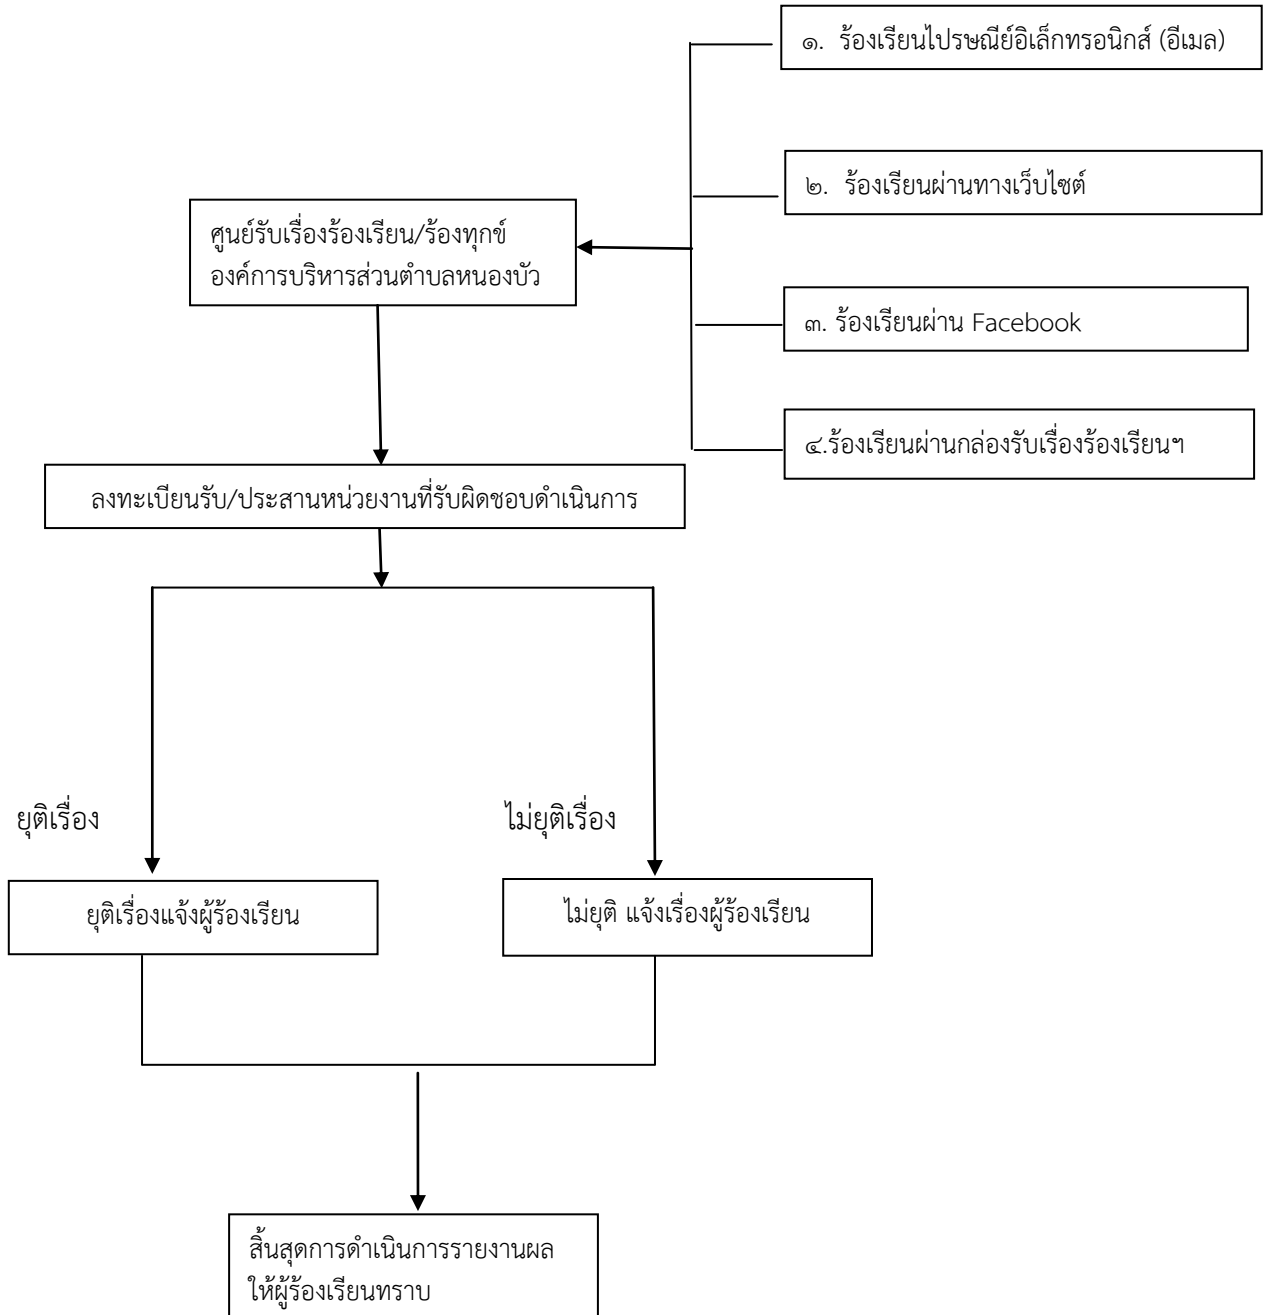 ๑.  ร้องเรียนไปรษณีย์อิเล็กทรอนิกส์ (อีเมล)
๒.  ร้องเรียนผ่านทางเว็บไซต์
ศูนย์รับเรื่องร้องเรียน/ร้องทุกข์
องค์การบริหารส่วนตำบลหนองบัว
๓. ร้องเรียนผ่าน Facebook
๔.ร้องเรียนผ่านกล่องรับเรื่องร้องเรียนฯ
ลงทะเบียนรับ/ประสานหน่วยงานที่รับผิดชอบดำเนินการ
ยุติเรื่อง
ไม่ยุติเรื่อง
ยุติเรื่องแจ้งผู้ร้องเรียน
ไม่ยุติ แจ้งเรื่องผู้ร้องเรียน
สิ้นสุดการดำเนินการรายงานผล
ให้ผู้ร้องเรียนทราบ